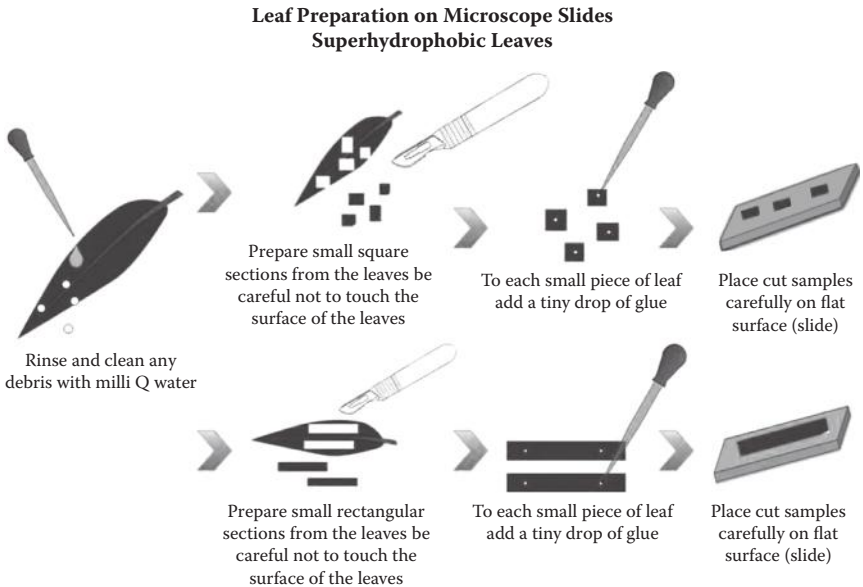 Leaf Preparation on Microscope Slides
Superhydrophobic Leaves
Rinse and clean any
debris with milli Q water
Prepare small square
sections from the leaves be
careful not to touch the
surface of the leaves
To each small piece of leaf
add a tiny drop of glue
Place cut samples
carefully on flat
surface (slide)
Prepare small rectangular
sections from the leaves be
careful not to touch the
surface of the leaves
To each small piece of leaf
add a tiny drop of glue
Place cut samples
carefully on flat
surface (slide)